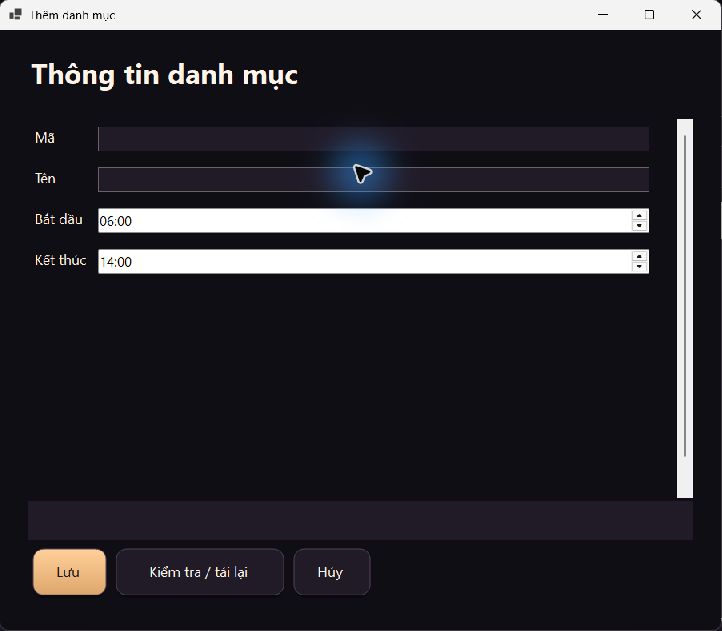 Thêm danh mục
Thông tin danh mục
Mã
Tên
Bắt đầu 06:00
Kết thúc 14:00
Lưu Kiểm tra / tải lại Hủy